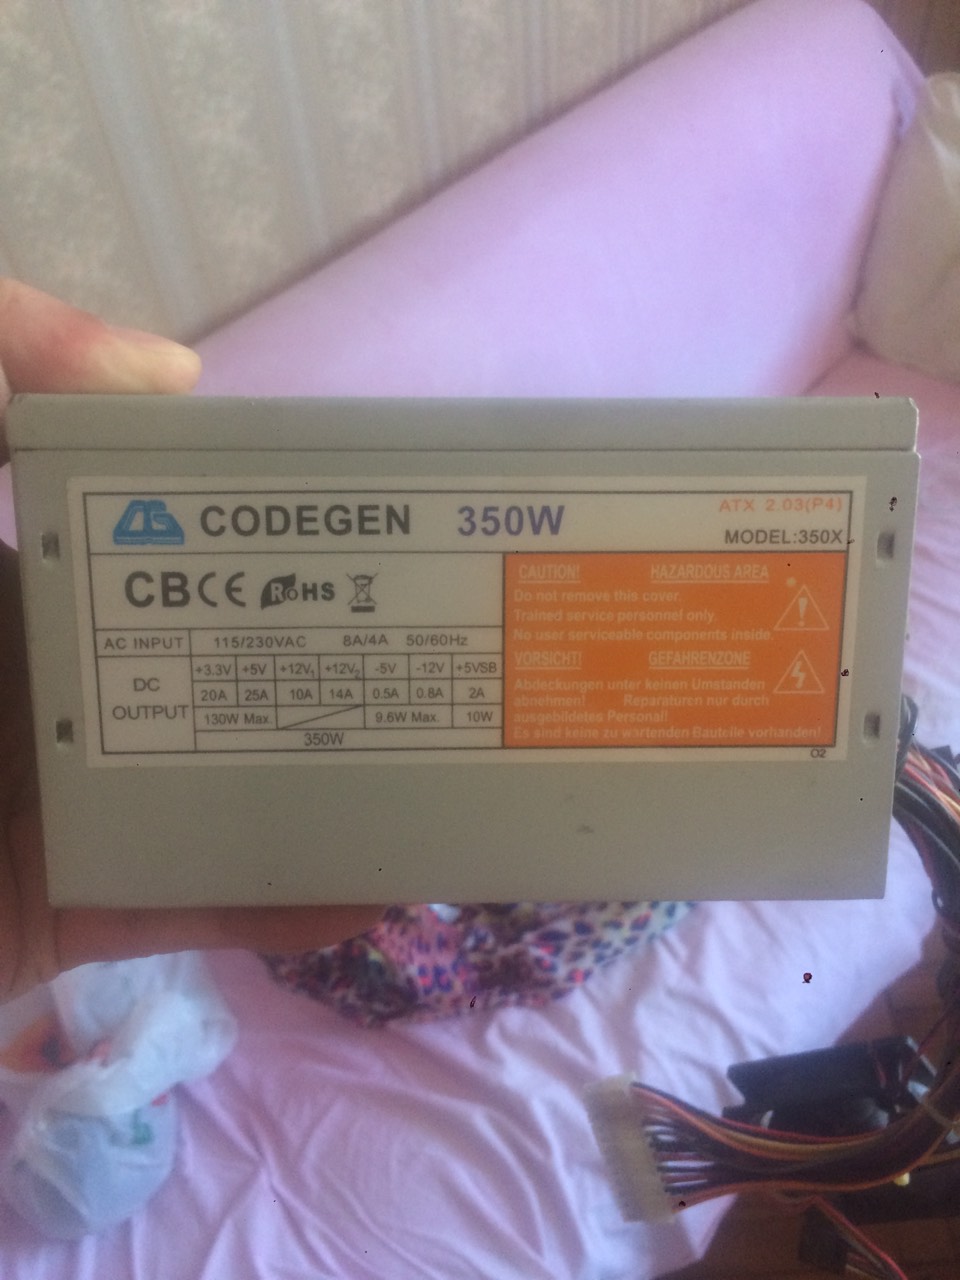 CODEGEN 350W
ATX 2.03(P4)
MODEL:350X
CB CE RoHS
AC INPUT 115/230VAC 8A/4A 50/60Hz
DC OUTPUT
+3.3V +5V +12V1 +12V2 -5V -12V +5VSB
20A 25A 10A 14A 0.5A 0.8A 2A
130W Max. 9.6W Max. 10W
350W
CAUTION! HAZARDOUS AREA
Do not remove this cover.
Trained service personnel only.
No user serviceable components inside.
VORSICHT! GEFAHRENZONE
Abdeckungen unter keinen Umstanden
abnehmen! Reparaturen nur durch
ausgebildetes Personal!
Es sind keine zu wartenden Bauteile vorhanden!
02